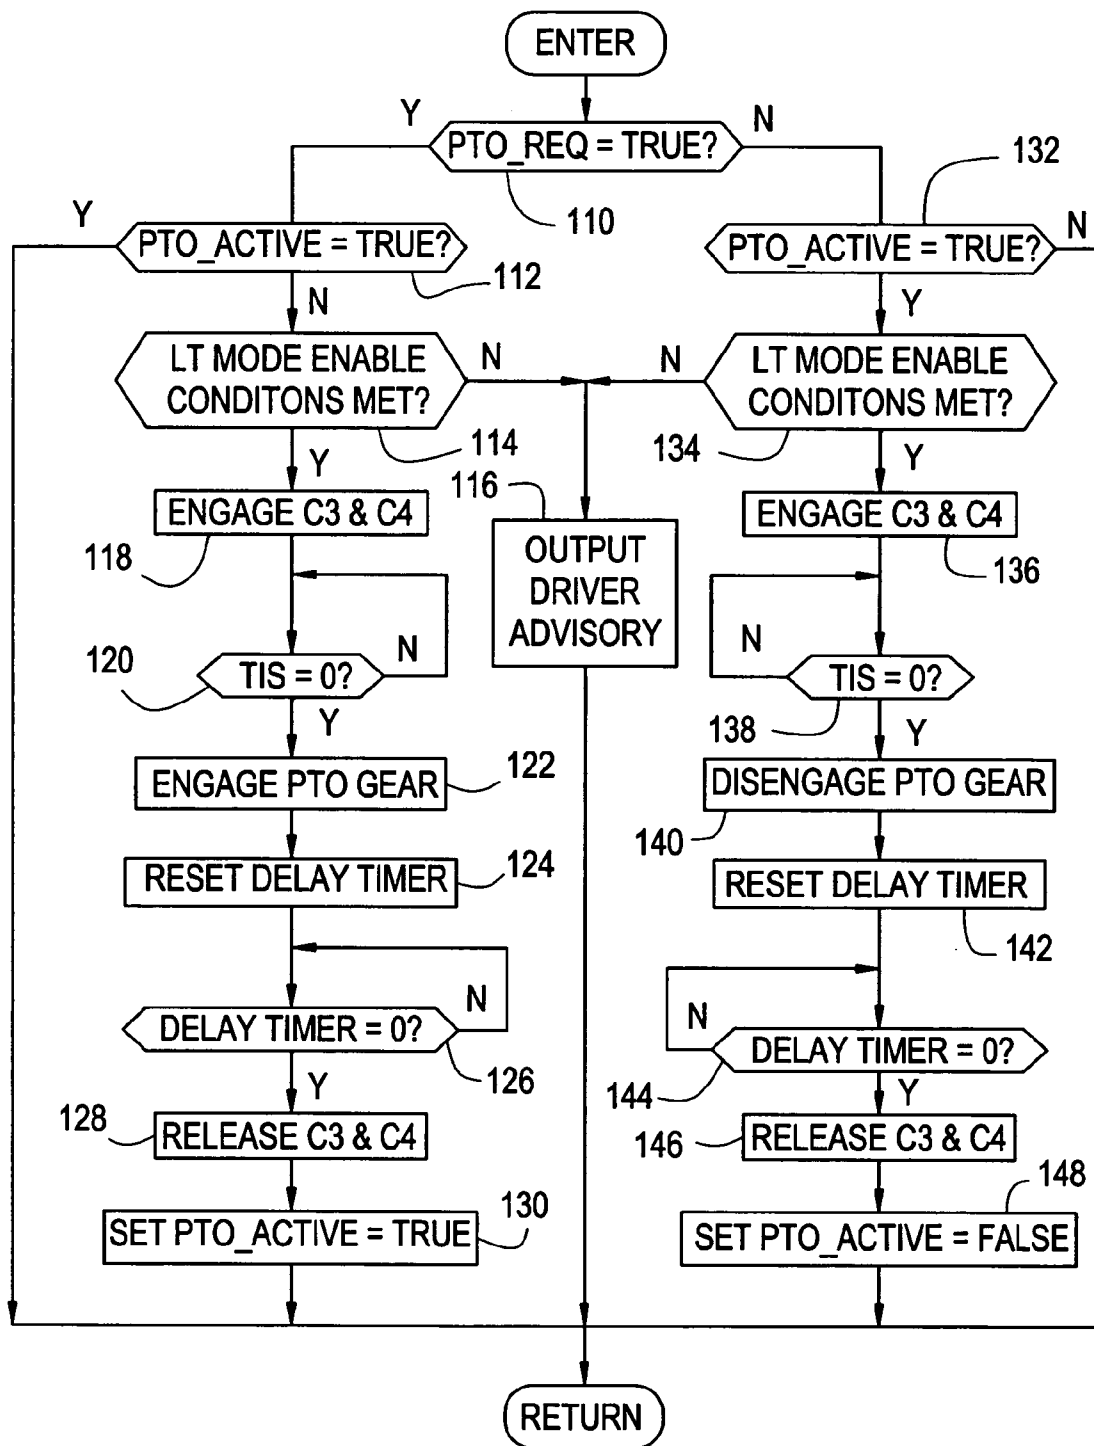 ENTER
Y
N
PTO_REQ = TRUE?
110
132
Y
PTO_ACTIVE = TRUE?
112
N
PTO_ACTIVE = TRUE?
N
Y
LT MODE ENABLE
CONDITONS MET?
114
N
N
LT MODE ENABLE
CONDITONS MET?
134
Y
Y
116
ENGAGE C3 & C4
118
OUTPUT
DRIVER
ADVISORY
ENGAGE C3 & C4
136
120
TIS = 0?
N
Y
N
TIS = 0?
138
Y
ENGAGE PTO GEAR
122
DISENGAGE PTO GEAR
140
RESET DELAY TIMER
124
RESET DELAY TIMER
142
DELAY TIMER = 0?
N
126
Y
N
DELAY TIMER = 0?
144
Y
128
RELEASE C3 & C4
146
RELEASE C3 & C4
148
SET PTO_ACTIVE = TRUE
130
SET PTO_ACTIVE = FALSE
RETURN